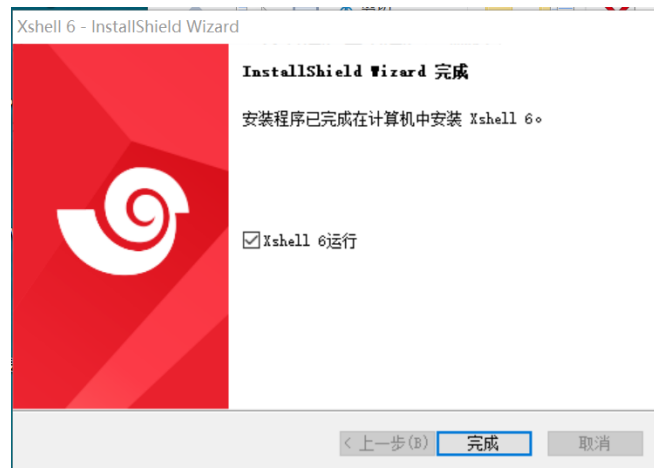 Xshell 6 - InstallShield Wizard
InstallShield Wizard 完成
安装程序已完成在计算机中安装 Xshell 6。
Xshell 6运行
< 上一步(B)
完成
取消